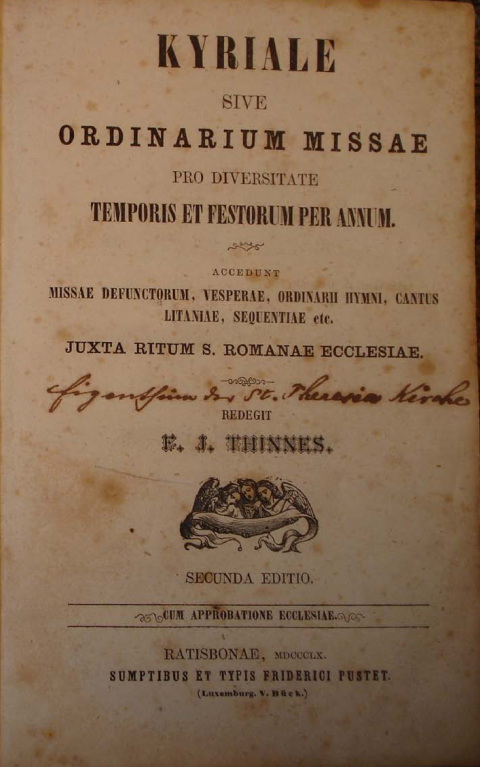 KYRIALE
SIVE
ORDINARIUM MISSAE
PRO DIVERSITATE
TEMPORIS ET FESTORUM PER ANNUM.
ACCEDUNT
MISSAE DEFUNCTORUM, VESPERAE, ORDINARII HYMNI, CANTUS
LITANIAE, SEQUENTIAE etc.
JUXTA RITUM S. ROMANAE ECCLESIAE.
Eigenthum der St. Theresia Kirche
REDEGIT
F. J. THINNES.
SECUNDA EDITIO.
CUM APPROBATIONE ECCLESIAE.
RATISBONAE, MDCCCLX.
SUMPTIBUS ET TYPIS FRIDERICI PUSTET.
(Luxemburg. V. Bück.)